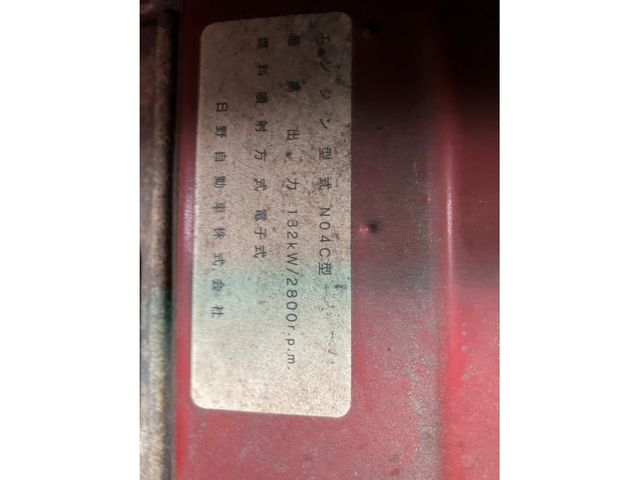 エンジン型式 N04C型
最高出力 132kW/2800r.p.m.
燃料噴射方式 電子式
日野自動車株式会社